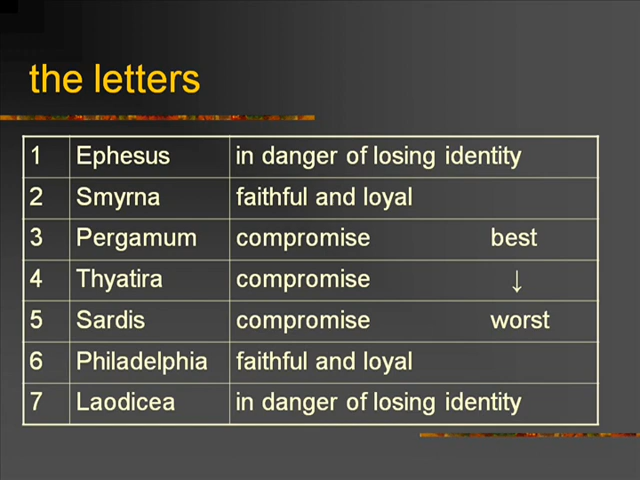 the letters
1 Ephesus in danger of losing identity
2 Smyrna faithful and loyal
3 Pergamum compromise best
4 Thyatira compromise ↓
5 Sardis compromise worst
6 Philadelphia faithful and loyal
7 Laodicea in danger of losing identity